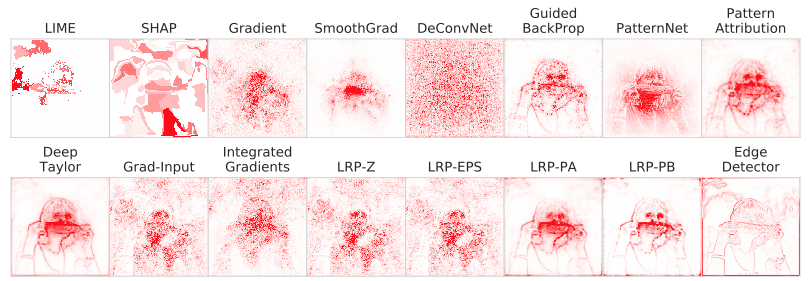 LIME
SHAP
Gradient
SmoothGrad
DeConvNet
Guided
BackProp
PatternNet
Pattern
Attribution
Deep
Taylor
Grad-Input
Integrated
Gradients
LRP-Z
LRP-EPS
LRP-PA
LRP-PB
Edge
Detector